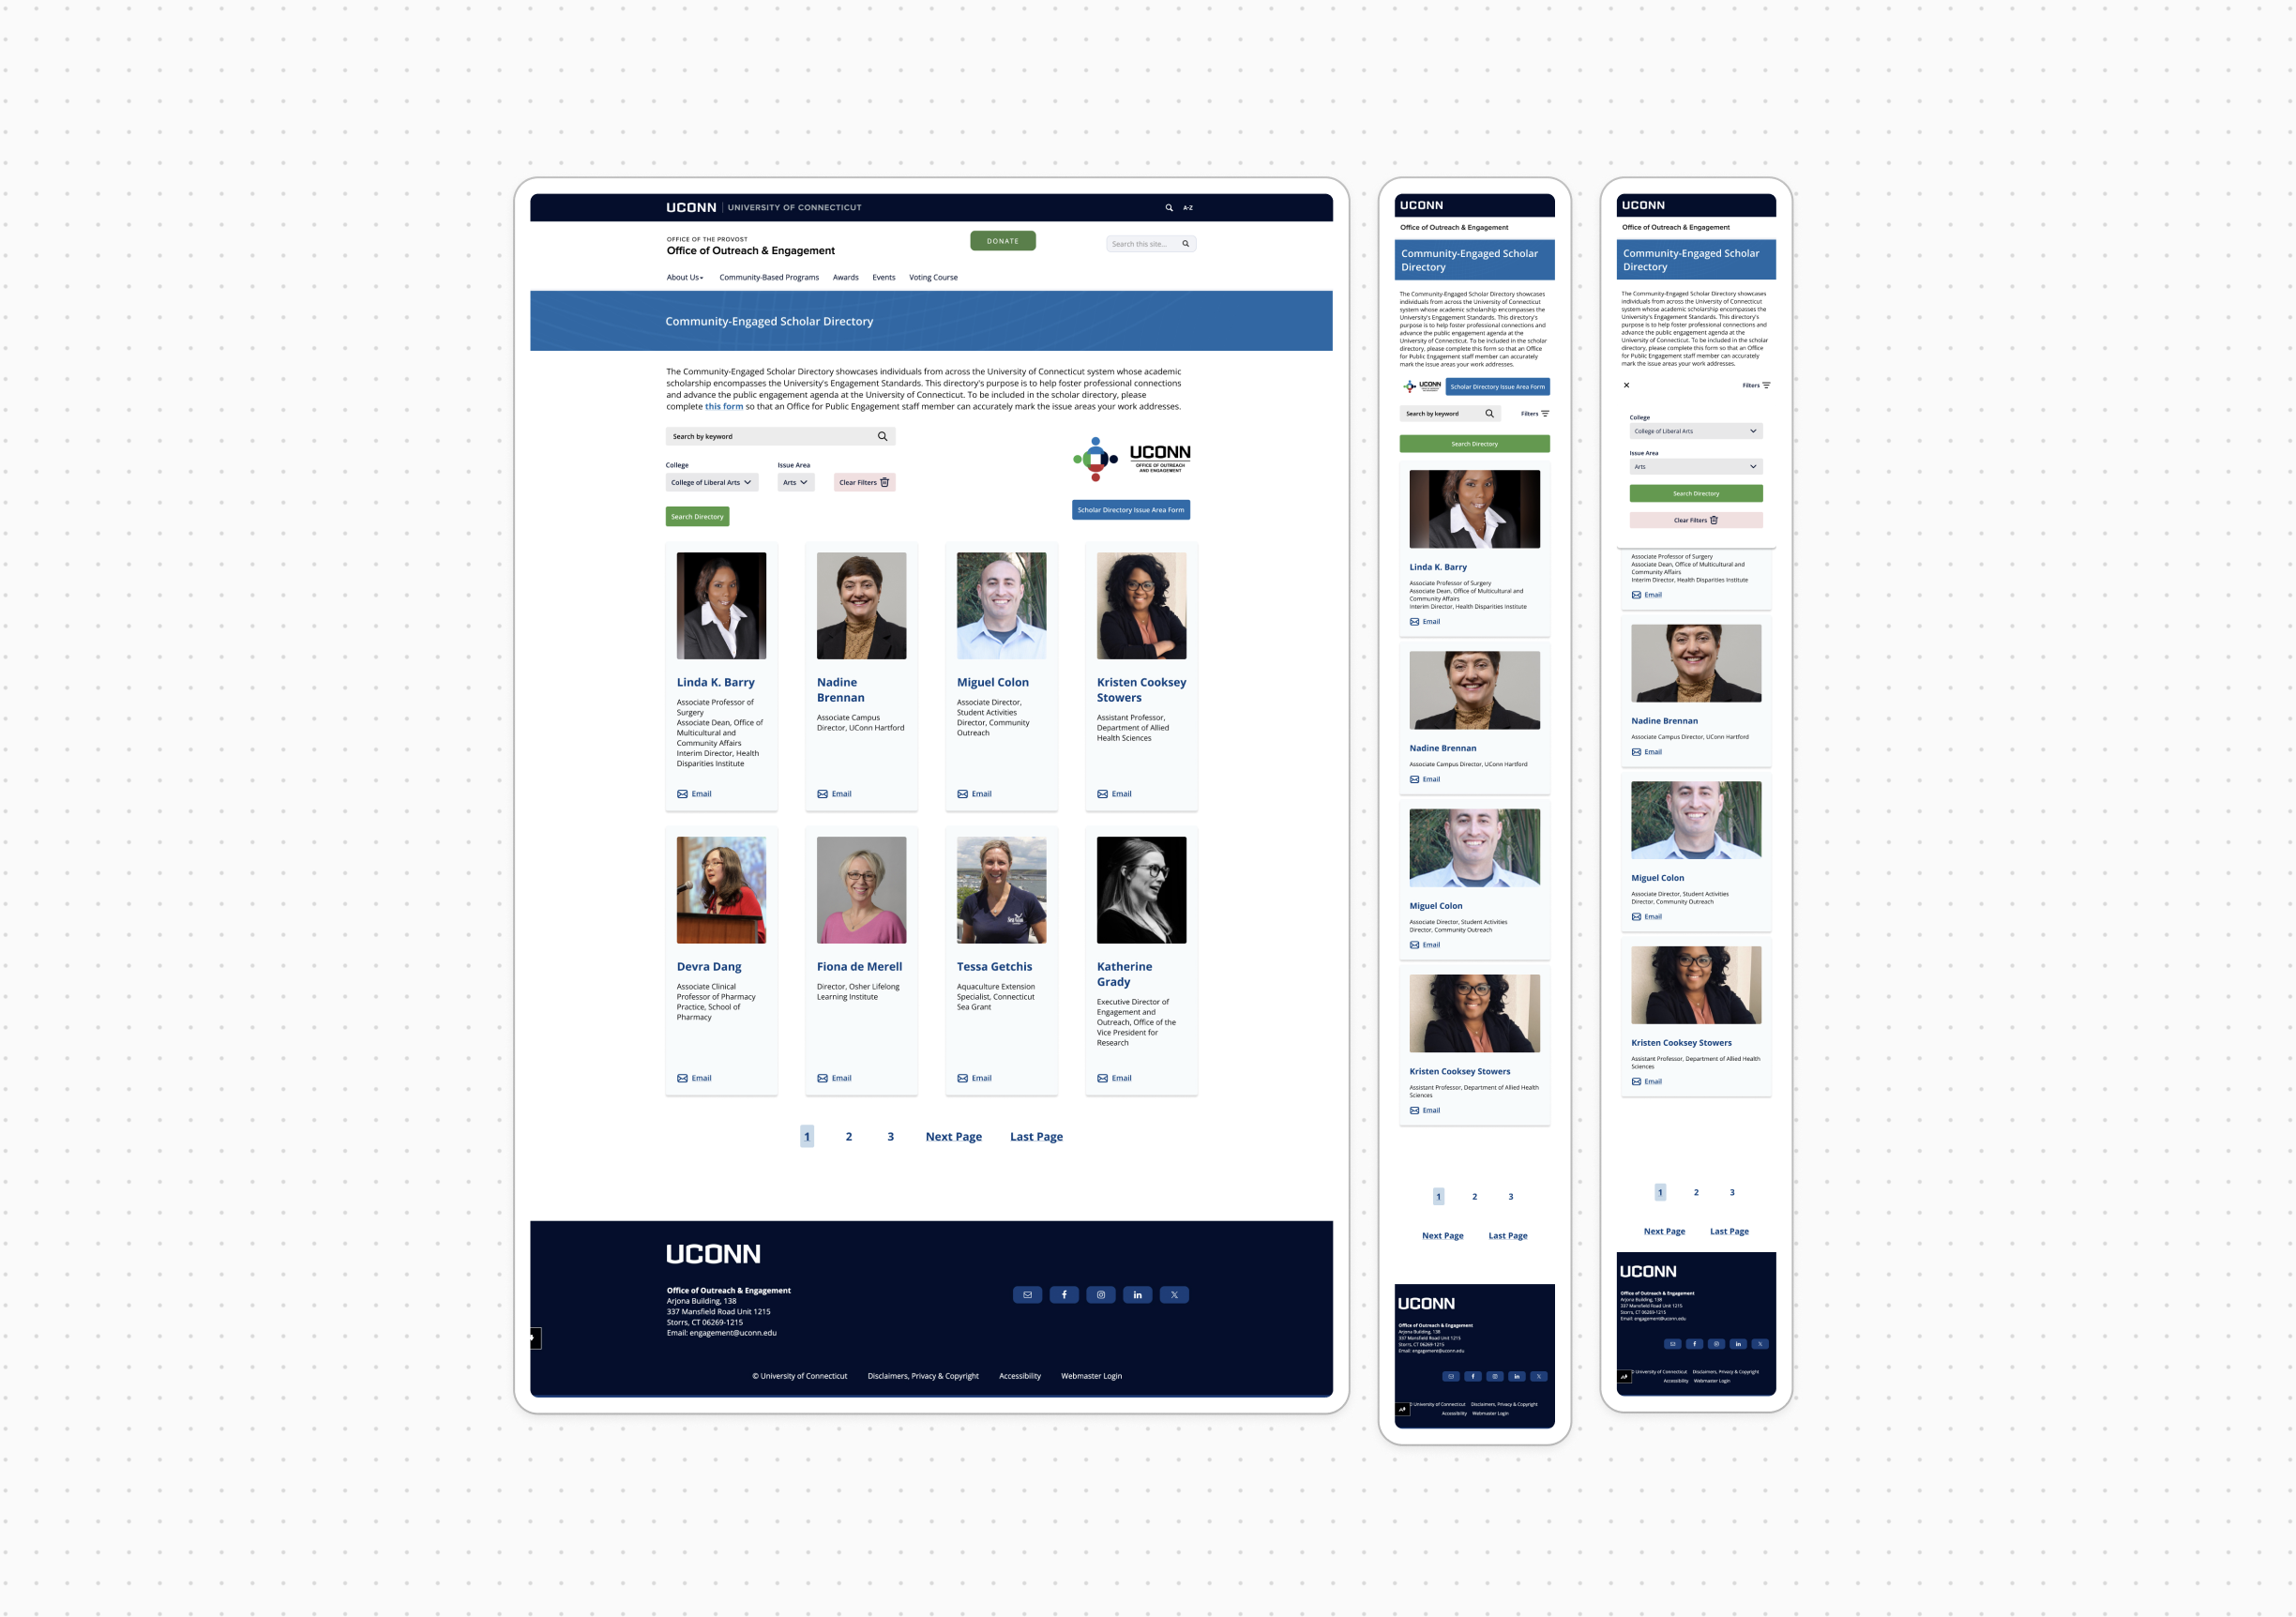 UCONN | UNIVERSITY OF CONNECTICUT
A-Z
OFFICE OF THE PROVOST
Office of Outreach & Engagement
DONATE
Search this site...
About Us
Community-Based Programs
Awards
Events
Voting Course
Community-Engaged Scholar Directory
The Community-Engaged Scholar Directory showcases individuals from across the University of Connecticut system whose academic
scholarship encompasses the University's Engagement Standards. This directory's purpose is to help foster professional connections
and advance the public engagement agenda at the University of Connecticut. To be included in the scholar directory, please
complete this form so that an Office for Public Engagement staff member can accurately mark the issue areas your work addresses.
Search by keyword
College
Issue Area
College of Liberal Arts
Arts
Clear Filters
Search Directory
UCONN
OFFICE OF OUTREACH
AND ENGAGEMENT
Scholar Directory Issue Area Form
Linda K. Barry
Associate Professor of
Surgery
Associate Dean, Office of
Multicultural and
Community Affairs
Interim Director, Health
Disparities Institute
Email
Nadine
Brennan
Associate Campus
Director, UConn Hartford
Email
Miguel Colon
Associate Director,
Student Activities
Director, Community
Outreach
Email
Kristen Cooksey
Stowers
Assistant Professor,
Department of Allied
Health Sciences
Email
Devra Dang
Associate Clinical
Professor of Pharmacy
Practice, School of
Pharmacy
Email
Fiona de Merell
Director, Osher Lifelong
Learning Institute
Email
Tessa Getchis
Aquaculture Extension
Specialist, Connecticut
Sea Grant
Email
Katherine
Grady
Executive Director of
Engagement and
Outreach, Office of the
Vice President for
Research
Email
1
2
3
Next Page
Last Page
UCONN
Office of Outreach & Engagement
Arjona Building, 138
337 Mansfield Road Unit 1215
Storrs, CT 06269-1215
Email: engagement@uconn.edu
© University of Connecticut
Disclaimers, Privacy & Copyright
Accessibility
Webmaster Login
UCONN
Office of Outreach & Engagement
Community-Engaged Scholar
Directory
The Community-Engaged Scholar Directory showcases
individuals from across the University of Connecticut
system whose academic scholarship encompasses the
University's Engagement Standards. This directory's
purpose is to help foster professional connections and
advance the public engagement agenda at the
University of Connecticut. To be included in the scholar
directory, please complete this form so that an Office
for Public Engagement staff member can accurately
mark the issue areas your work addresses.
UCONN
Scholar Directory Issue Area Form
Search by keyword
Filters
Search Directory
Linda K. Barry
Associate Professor of Surgery
Associate Dean, Office of Multicultural and
Community Affairs
Interim Director, Health Disparities Institute
Email
Nadine Brennan
Associate Campus Director, UConn Hartford
Email
Miguel Colon
Associate Director, Student Activities
Director, Community Outreach
Email
Kristen Cooksey Stowers
Assistant Professor, Department of Allied Health
Sciences
Email
1
2
3
Next Page
Last Page
UCONN
Office of Outreach & Engagement
Arjona Building, 138
337 Mansfield Road Unit 1215
Storrs, CT 06269-1215
Email: engagement@uconn.edu
University of Connecticut
Disclaimers, Privacy & Copyright
Accessibility
Webmaster Login
UCONN
Office of Outreach & Engagement
Community-Engaged Scholar
Directory
The Community-Engaged Scholar Directory showcases
individuals from across the University of Connecticut
system whose academic scholarship encompasses the
University's Engagement Standards. This directory's
purpose is to help foster professional connections and
advance the public engagement agenda at the
University of Connecticut. To be included in the scholar
directory, please complete this form so that an Office
for Public Engagement staff member can accurately
mark the issue areas your work addresses.
Filters
College
College of Liberal Arts
Issue Area
Arts
Search Directory
Clear Filters
Associate Professor of Surgery
Associate Dean, Office of Multicultural and
Community Affairs
Interim Director, Health Disparities Institute
Email
Nadine Brennan
Associate Campus Director, UConn Hartford
Email
Miguel Colon
Associate Director, Student Activities
Director, Community Outreach
Email
Kristen Cooksey Stowers
Assistant Professor, Department of Allied Health
Sciences
Email
1
2
3
Next Page
Last Page
UCONN
Office of Outreach & Engagement
Arjona Building, 138
337 Mansfield Road Unit 1215
Storrs, CT 06269-1215
Email: engagement@uconn.edu
University of Connecticut
Disclaimers, Privacy & Copyright
Accessibility
Webmaster Login